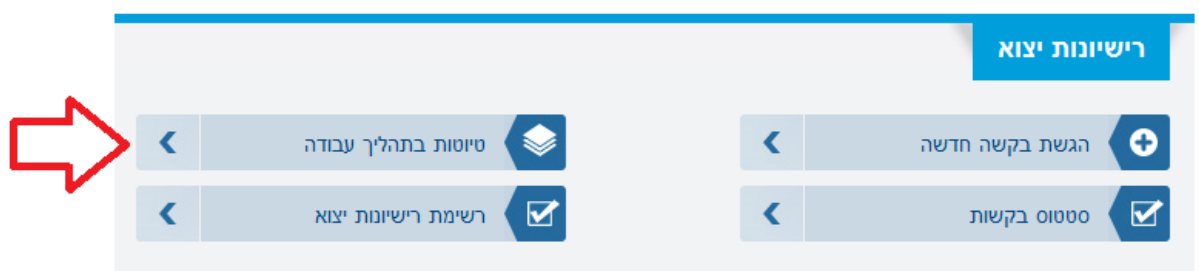 רישיונות יצוא
הגשת בקשה חדשה
טיוטות בתהליך עבודה
סטטוס בקשות
רשימת רישיונות יצוא